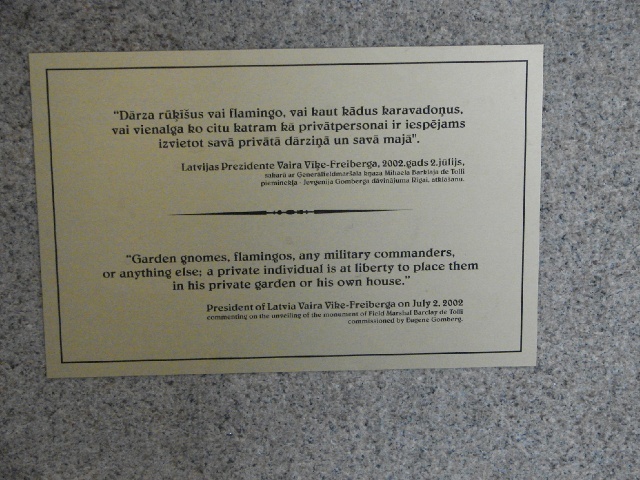 “Dārza rūķīšus vai flamingo, vai kaut kādus karavadoņus,
vai vienalga ko citu katram kā privātpersonai ir iespējams
izvietot savā privātā dārziņā un savā majā".
Latvijas Prezidente Vaira Vīķe-Freiberga, 2002.gads 2.jūlijs,
sakarā ar Ģenerālfeldmaršala kņaza Mihaela Barklaja de Tolli
pieminekļa - Jevgeņija Gomberga dāvinājuma Rīgai, atklāšanu.
“Garden gnomes, flamingos, any military commanders,
or anything else; a private individual is at liberty to place them
in his private garden or his own house.”
President of Latvia Vaira Vīķe-Freiberga on July 2, 2002
commenting on the unveiling of the monument of Field Marshal Barclay de Tolli
commissioned by Eugene Gomberg.